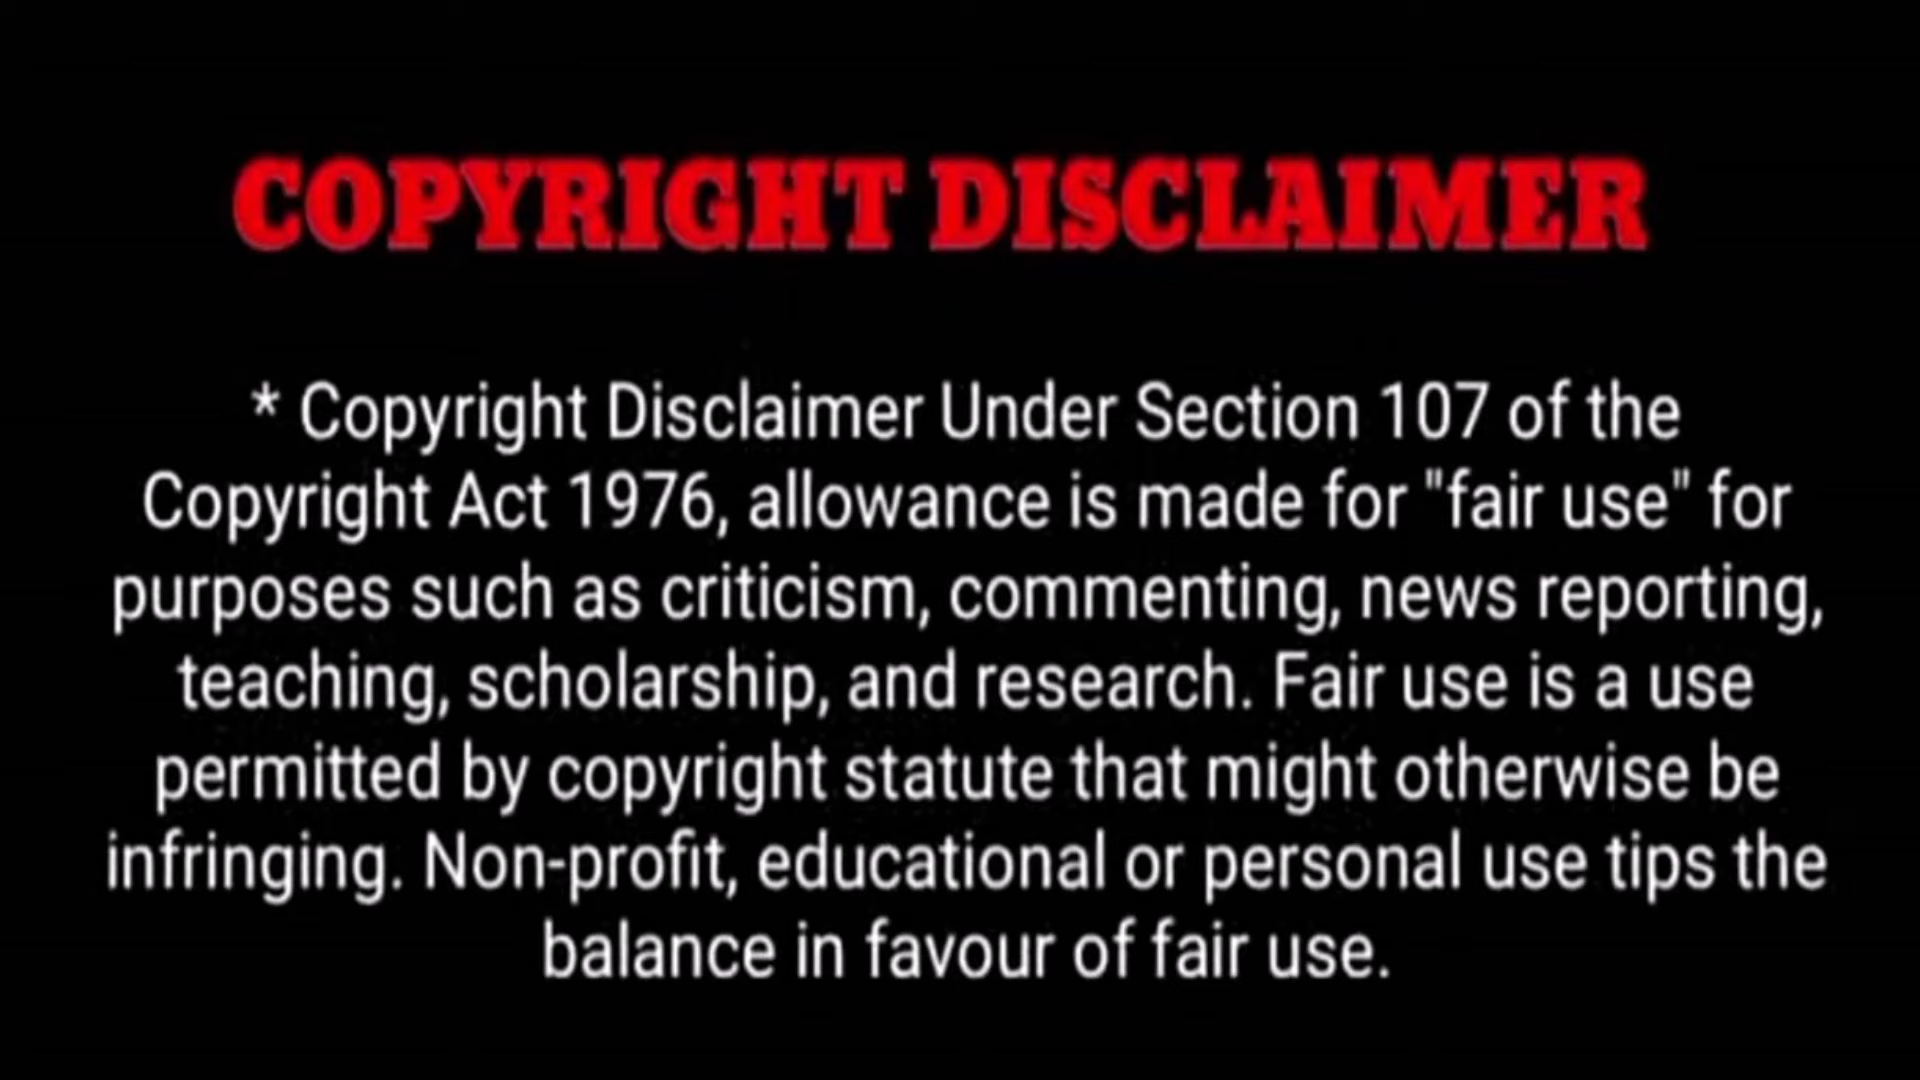 COPYRIGHT DISCLAIMER
* Copyright Disclaimer Under Section 107 of the
Copyright Act 1976, allowance is made for "fair use" for
purposes such as criticism, commenting, news reporting,
teaching, scholarship, and research. Fair use is a use
permitted by copyright statute that might otherwise be
infringing. Non-profit, educational or personal use tips the
balance in favour of fair use.